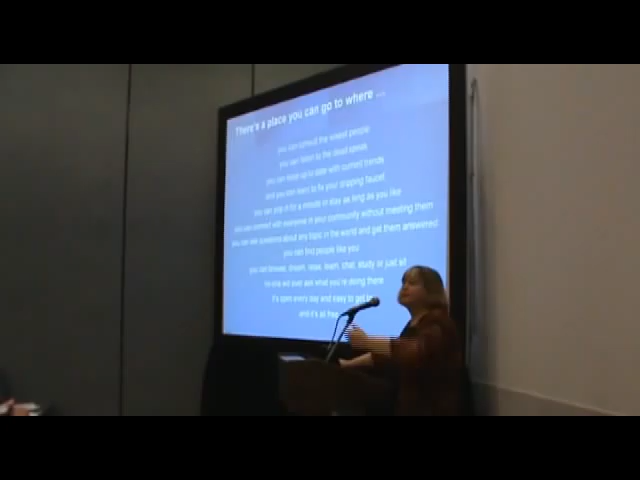 There's a place you can go to where ...
you can consult the wisest people
you can listen to the dead speak
you can keep up to date with current trends
and you can learn to fix your dripping faucet
you can pop in for a minute or stay as long as you like
you can connect with everyone in your community without meeting them
you can ask questions about any topic in the world and get them answered
you can find people like you
you can browse, dream, relax, learn, chat, study or just sit
no-one will ever ask what you're doing there
it's open every day and easy to get to
and it's all free